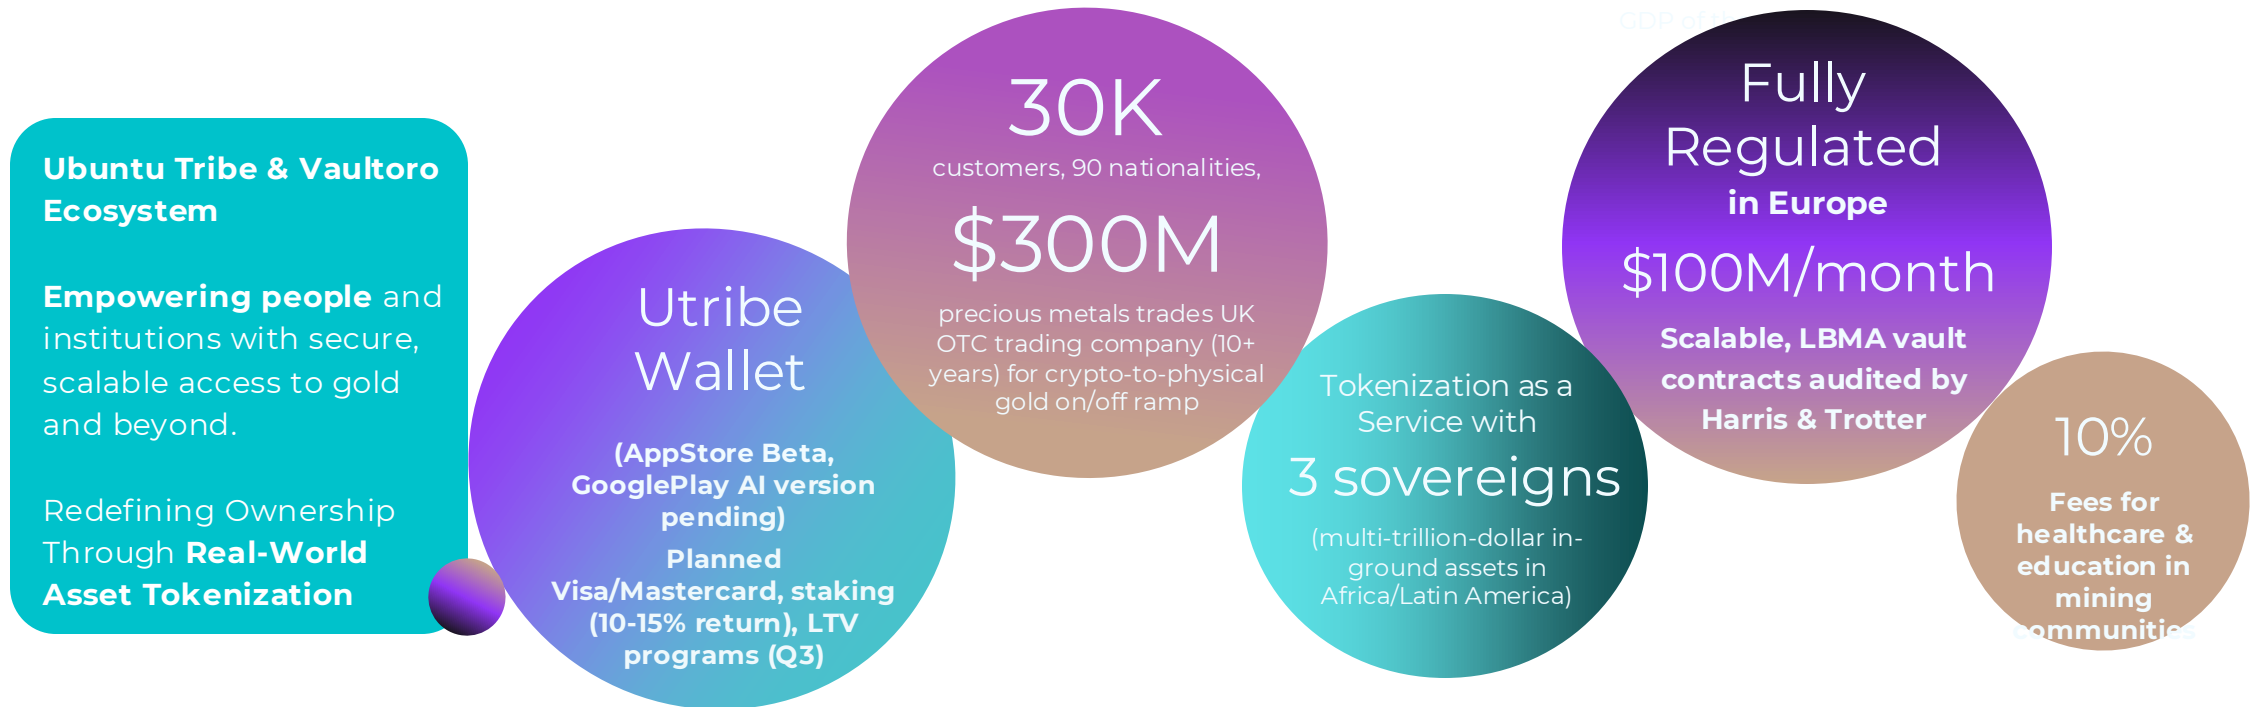 Ubuntu Tribe & Vaultoro
Ecosystem
Empowering people and
institutions with secure,
scalable access to gold
and beyond.
Redefining Ownership
Through Real-World
Asset Tokenization
Utribe
Wallet
(AppStore Beta,
GooglePlay AI version
pending)
Planned
Visa/Mastercard, staking
(10-15% return), LTV
programs (Q3)
30K
customers, 90 nationalities,
$300M
precious metals trades UK
OTC trading company (10+
years) for crypto-to-physical
gold on/off ramp
Tokenization as a
Service with
3 sovereigns
(multi-trillion-dollar in-
ground assets in
Africa/Latin America)
GDP of
Fully
Regulated
in Europe
$100M/month
Scalable, LBMA vault
contracts audited by
Harris & Trotter
10%
Fees for
healthcare &
education in
mining
communities